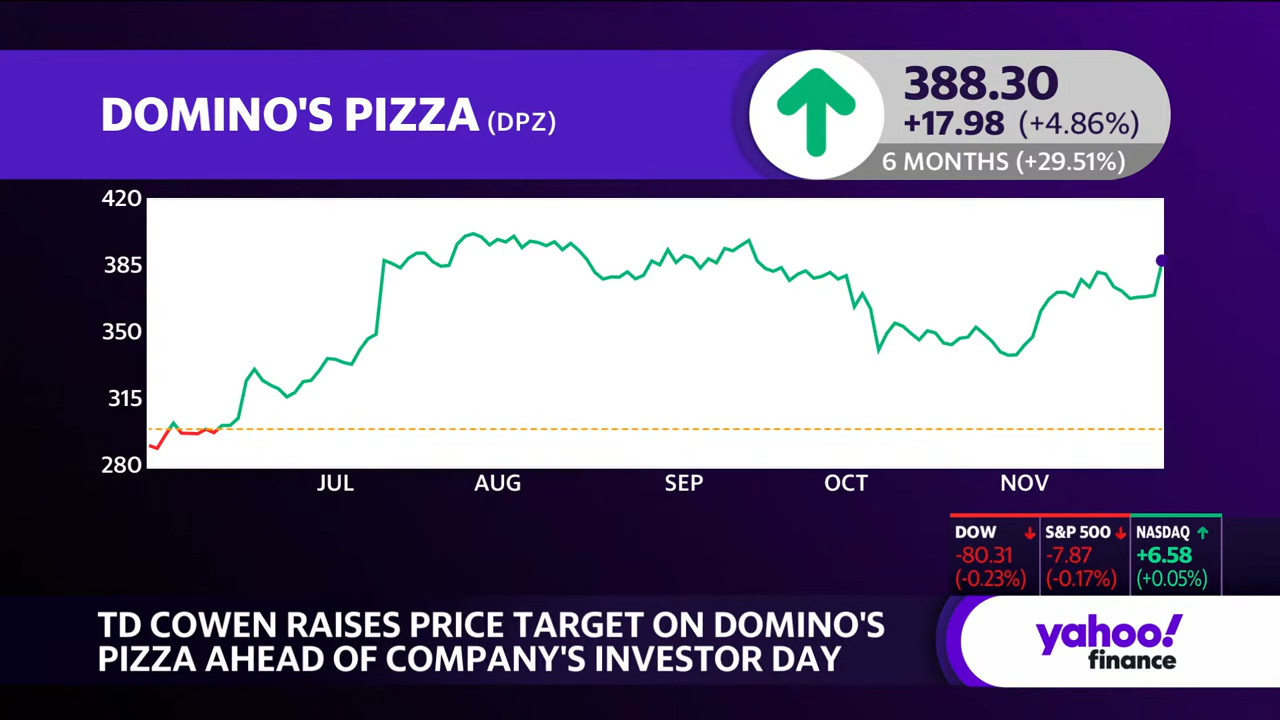 DOMINO'S PIZZA (DPZ)
388.30
+17.98 (+4.86%)
6 MONTHS (+29.51%)
420
385
350
315
280
JUL AUG SEP OCT NOV
DOW S&P 500 NASDAQ
-80.31 -7.87 +6.58
(-0.23%) (-0.17%) (+0.05%)
TD COWEN RAISES PRICE TARGET ON DOMINO'S
PIZZA AHEAD OF COMPANY'S INVESTOR DAY
yahoo!
finance